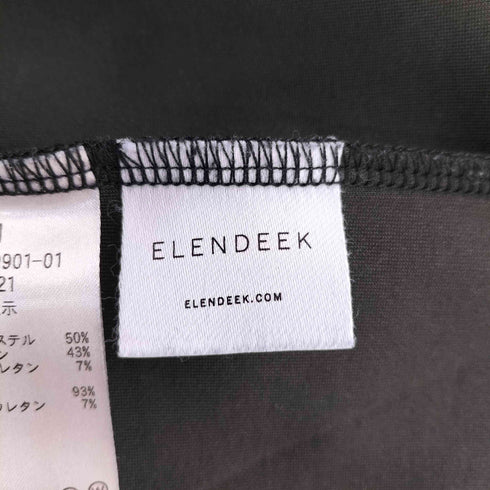 901-01
21
示
ステル 50%
ン 43%
レタン 7%
93%
レタン 7%
ELENDEEK
ELENDEEK.COM